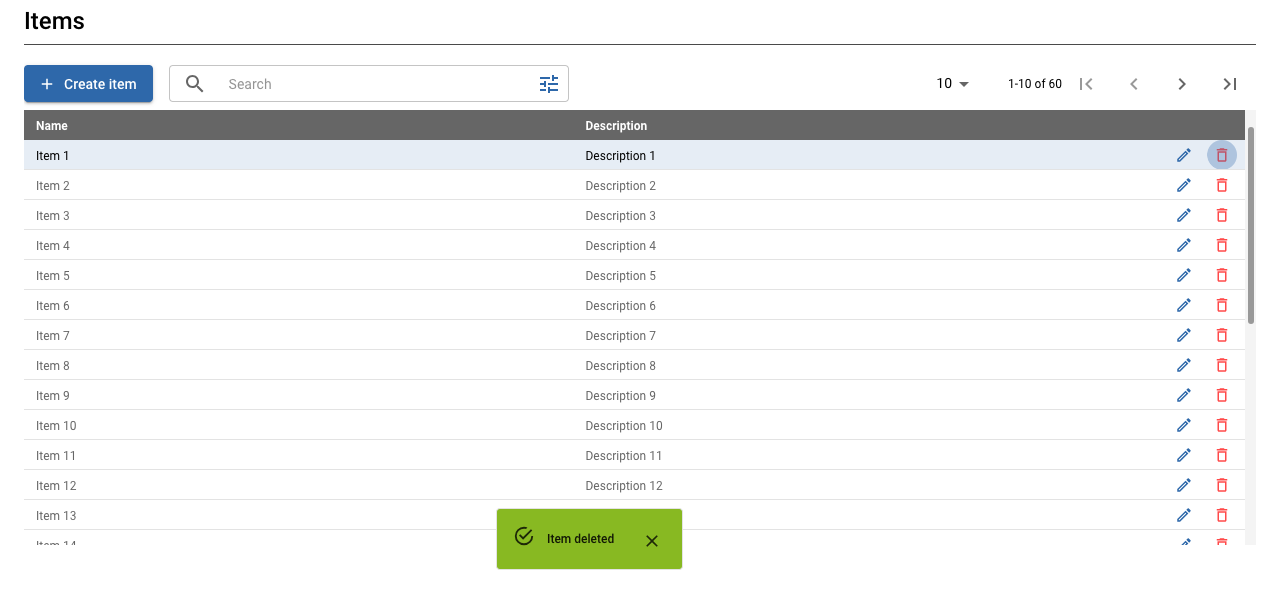 Items
Create item
Search
10
1-10 of 60
Name Description
Item 1 Description 1
Item 2 Description 2
Item 3 Description 3
Item 4 Description 4
Item 5 Description 5
Item 6 Description 6
Item 7 Description 7
Item 8 Description 8
Item 9 Description 9
Item 10 Description 10
Item 11 Description 11
Item 12 Description 12
Item 13
Item 14
Item deleted